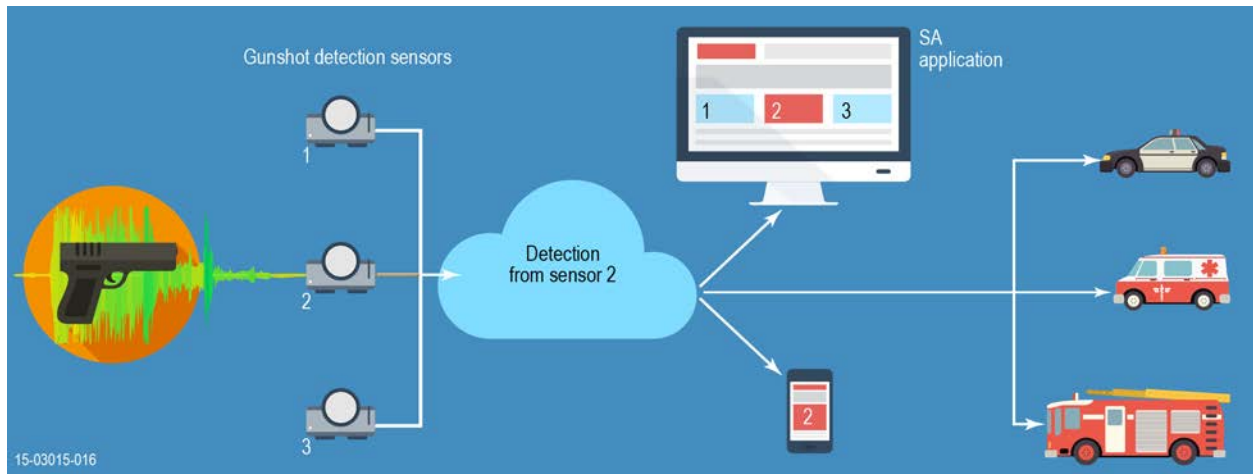 Gunshot detection sensors
SA
application
1
1 2 3
2
Detection
from sensor 2
3
2
15-03015-016